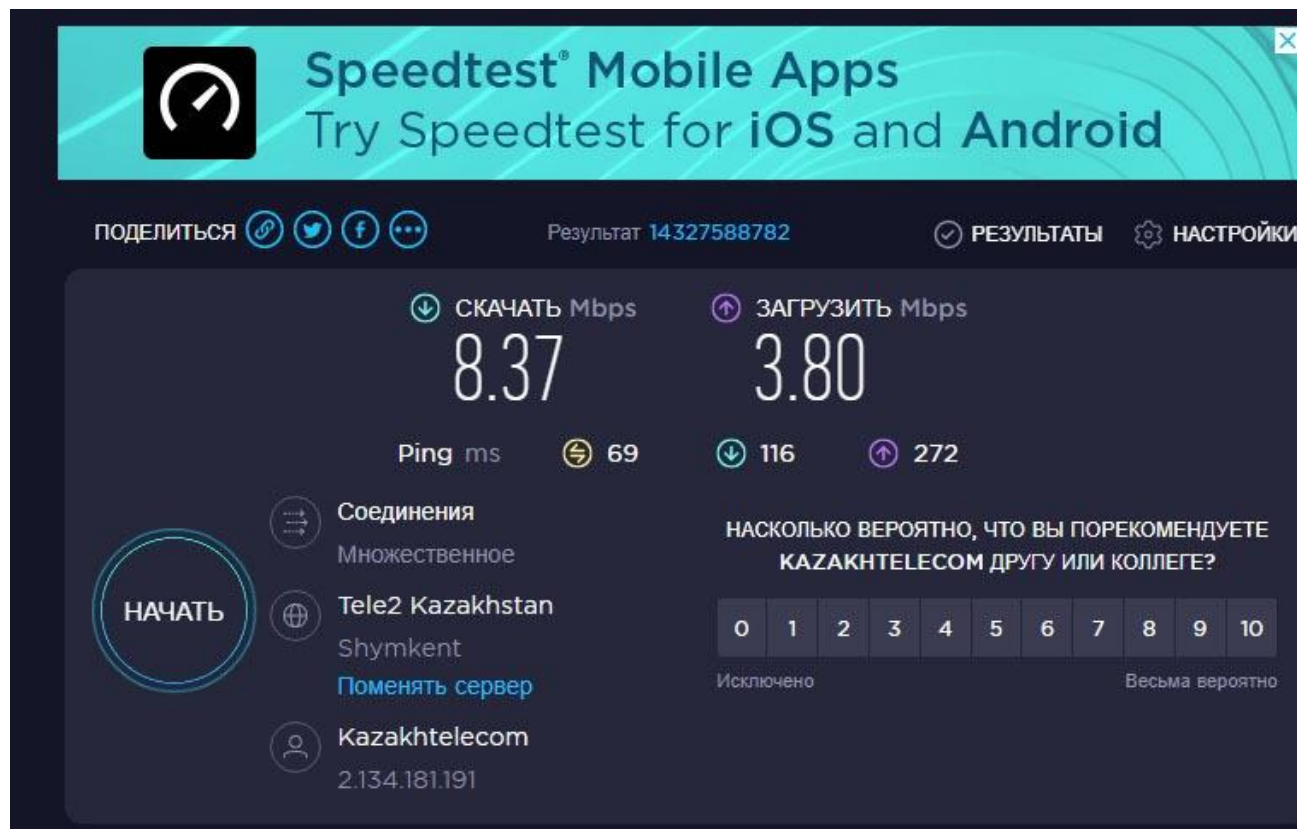 Speedtest® Mobile Apps
Try Speedtest for iOS and Android
ПОДЕЛИТЬСЯ
Результат 14327588782
РЕЗУЛЬТАТЫ
НАСТРОЙКИ
СКАЧАТЬ Mbps
8.37
ЗАГРУЗИТЬ Mbps
3.80
Ping ms 69 116 272
НАЧАТЬ
Соединения
Множественное
Tele2 Kazakhstan
Shymkent
Поменять сервер
Kazakhtelecom
2.134.181.191
НАСКОЛЬКО ВЕРОЯТНО, ЧТО ВЫ ПОРЕКОМЕНДУЕТЕ
KAZAKHTELECOM ДРУГУ ИЛИ КОЛЛЕГЕ?
0 1 2 3 4 5 6 7 8 9 10
Исключено
Весьма вероятно